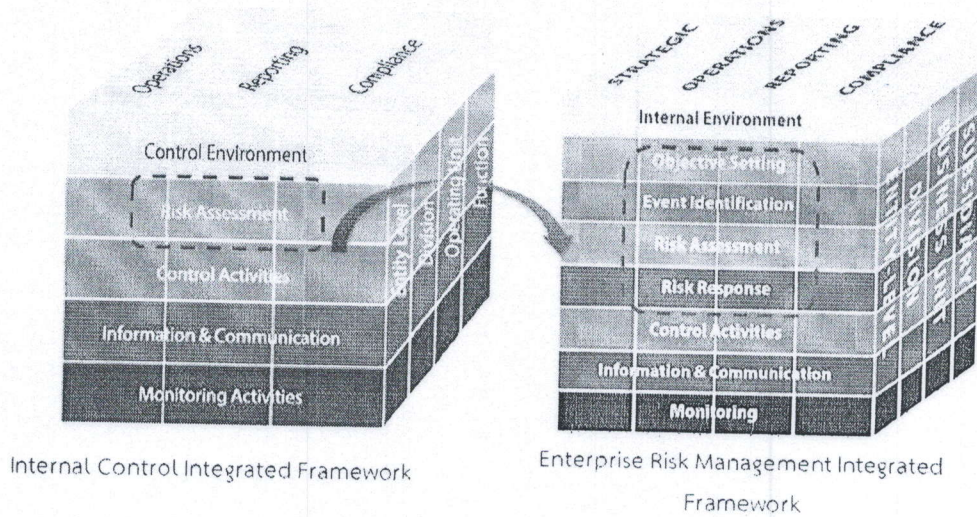 Operations
Reporting
Compliance
Control Environment
Risk Assessment
Control Activities
Information & Communication
Monitoring Activities
Entity Level
Division
Operating Unit
Function
Internal Control Integrated Framework
STRATEGIC
OPERATIONS
REPORTING
COMPLIANCE
Internal Environment
Objective Setting
Event Identification
Risk Assessment
Risk Response
Control Activities
Information & Communication
Monitoring
ENTITY-LEVEL
DIVISION
BUSINESS UNIT
SUBSIDIARY
Enterprise Risk Management Integrated
Framework